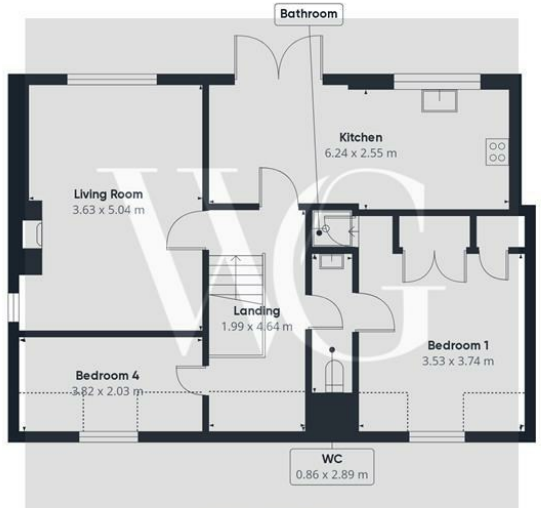 Bathroom
Kitchen
6.24 x 2.55 m
Living Room
3.63 x 5.04 m
Landing
1.99 x 4.64 m
Bedroom 1
3.53 x 3.74 m
Bedroom 4
3.82 x 2.03 m
WC
0.86 x 2.89 m
WG